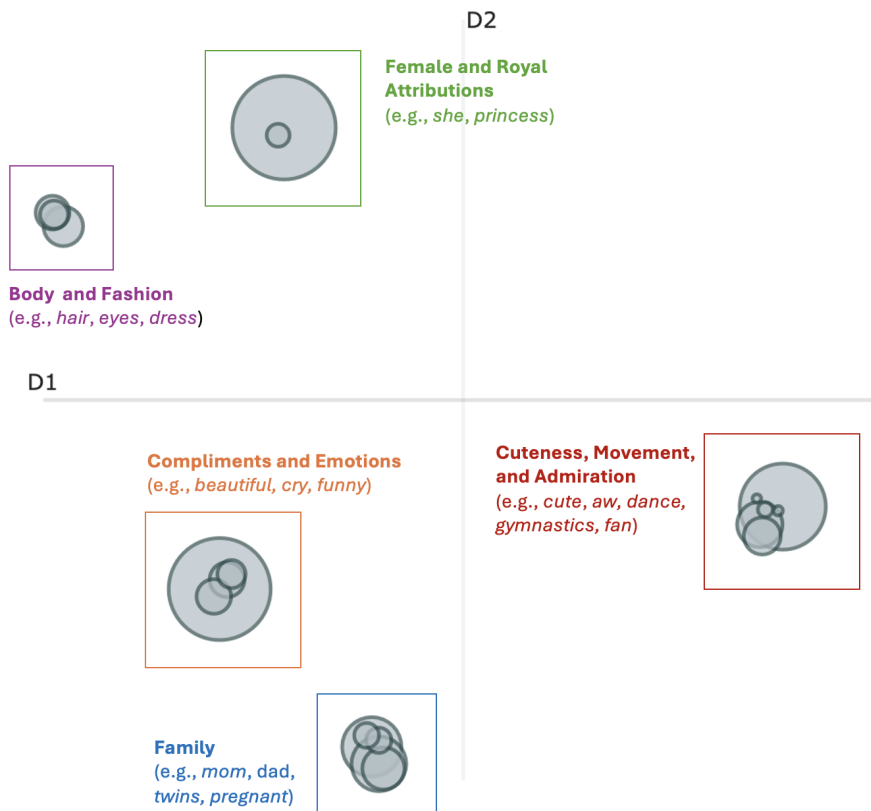 D2
Female and Royal
Attributions
(e.g., she, princess)
Body and Fashion
(e.g., hair, eyes, dress)
D1
Compliments and Emotions
(e.g., beautiful, cry, funny)
Cuteness, Movement,
and Admiration
(e.g., cute, aw, dance,
gymnastics, fan)
Family
(e.g., mom, dad,
twins, pregnant)